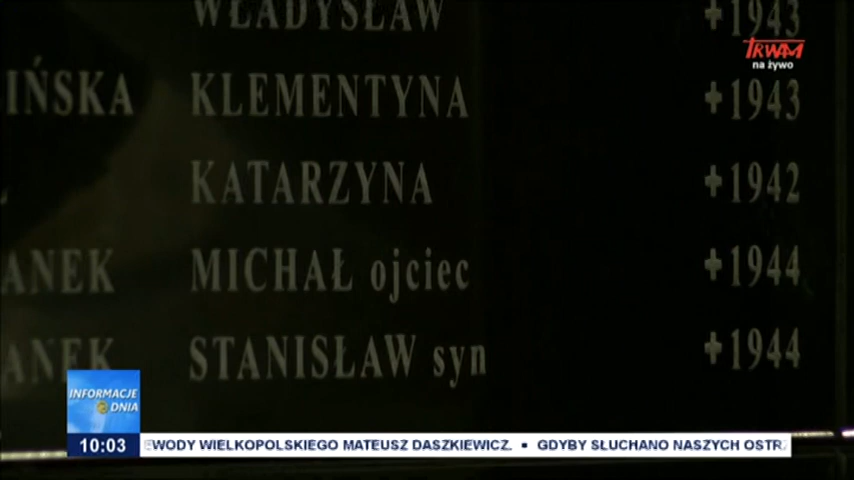 WŁADYSŁAW +1943
TRWAM
na żywo
IŃSKA KLEMENTYNA +1943
KATARZYNA +1942
ANEK MICHAŁ ojciec +1944
ANEK STANISŁAW syn +1944
INFORMACJE
DNIA
10:03 EWODY WIELKOPOLSKIEGO MATEUSZ DASZKIEWICZ. ▪ GDYBY SŁUCHANO NASZYCH OSTR